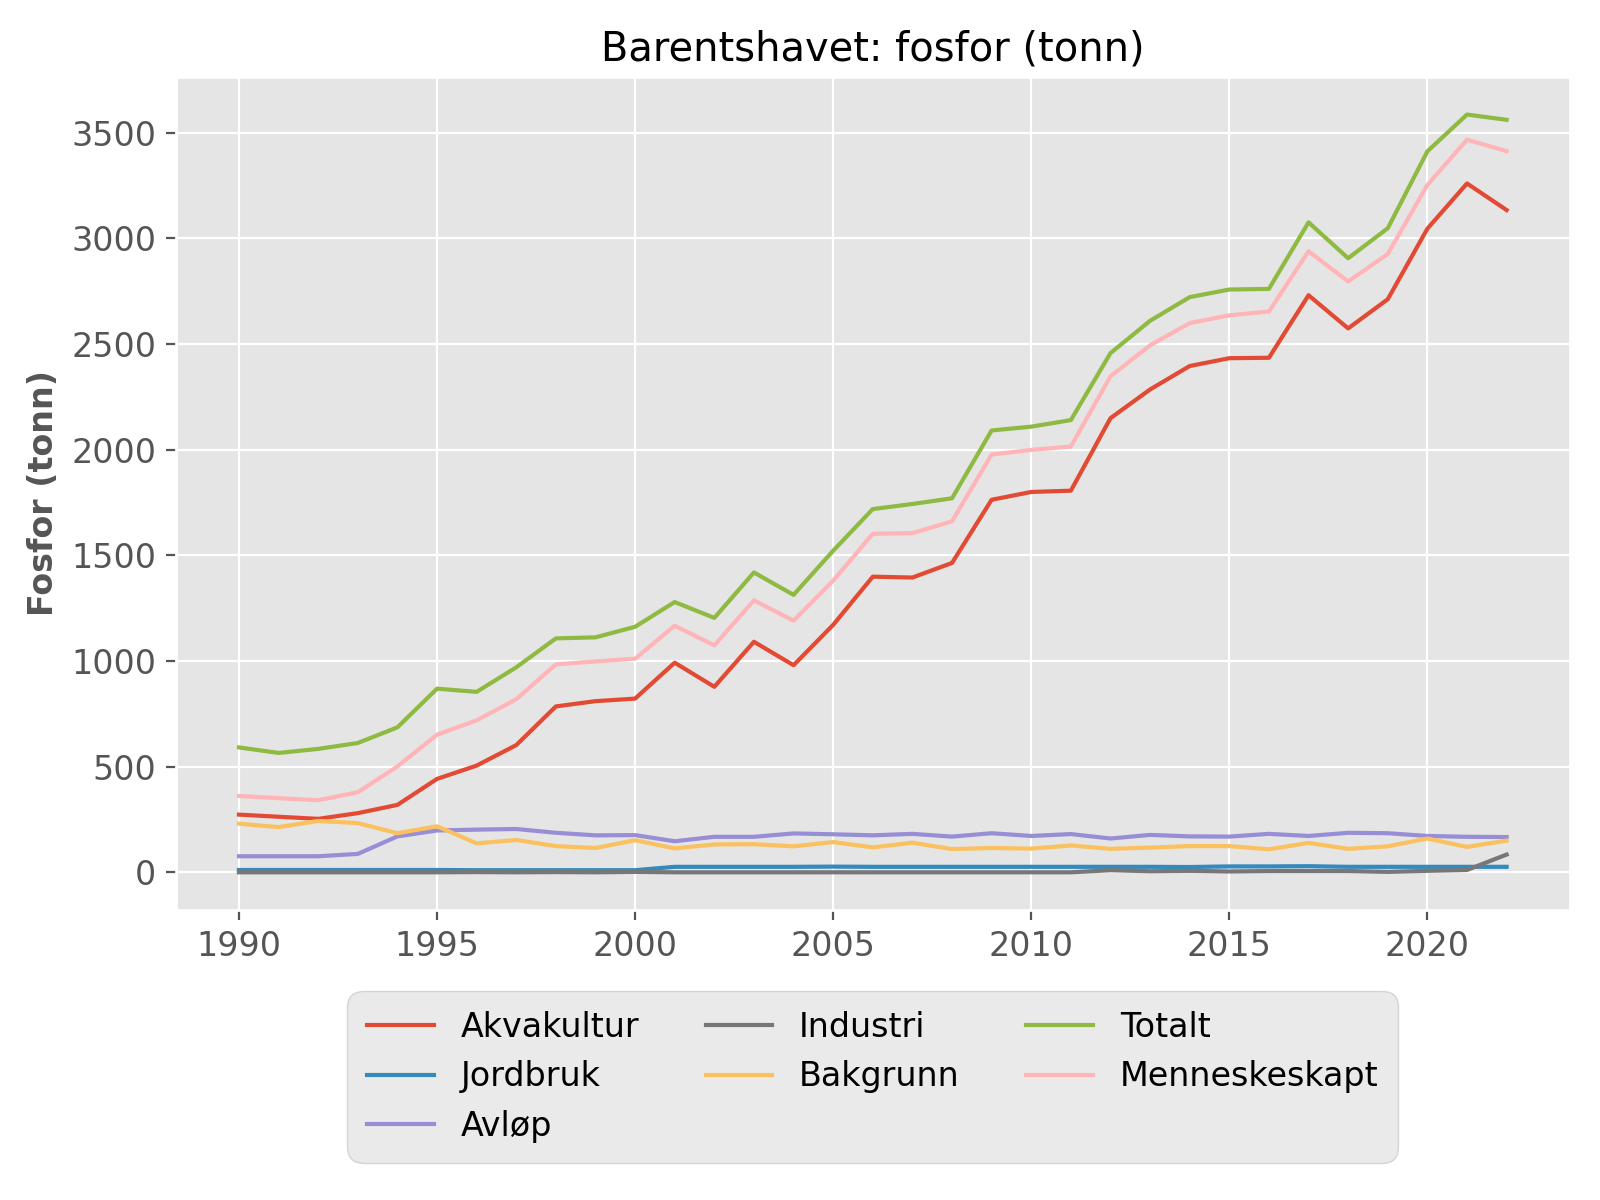 Barentshavet: fosfor (tonn)
Fosfor (tonn)
3500
3000
2500
2000
1500
1000
500
0
1990 1995 2000 2005 2010 2015 2020
Akvakultur Industri Totalt
Jordbruk Bakgrunn Menneskeskapt
Avløp